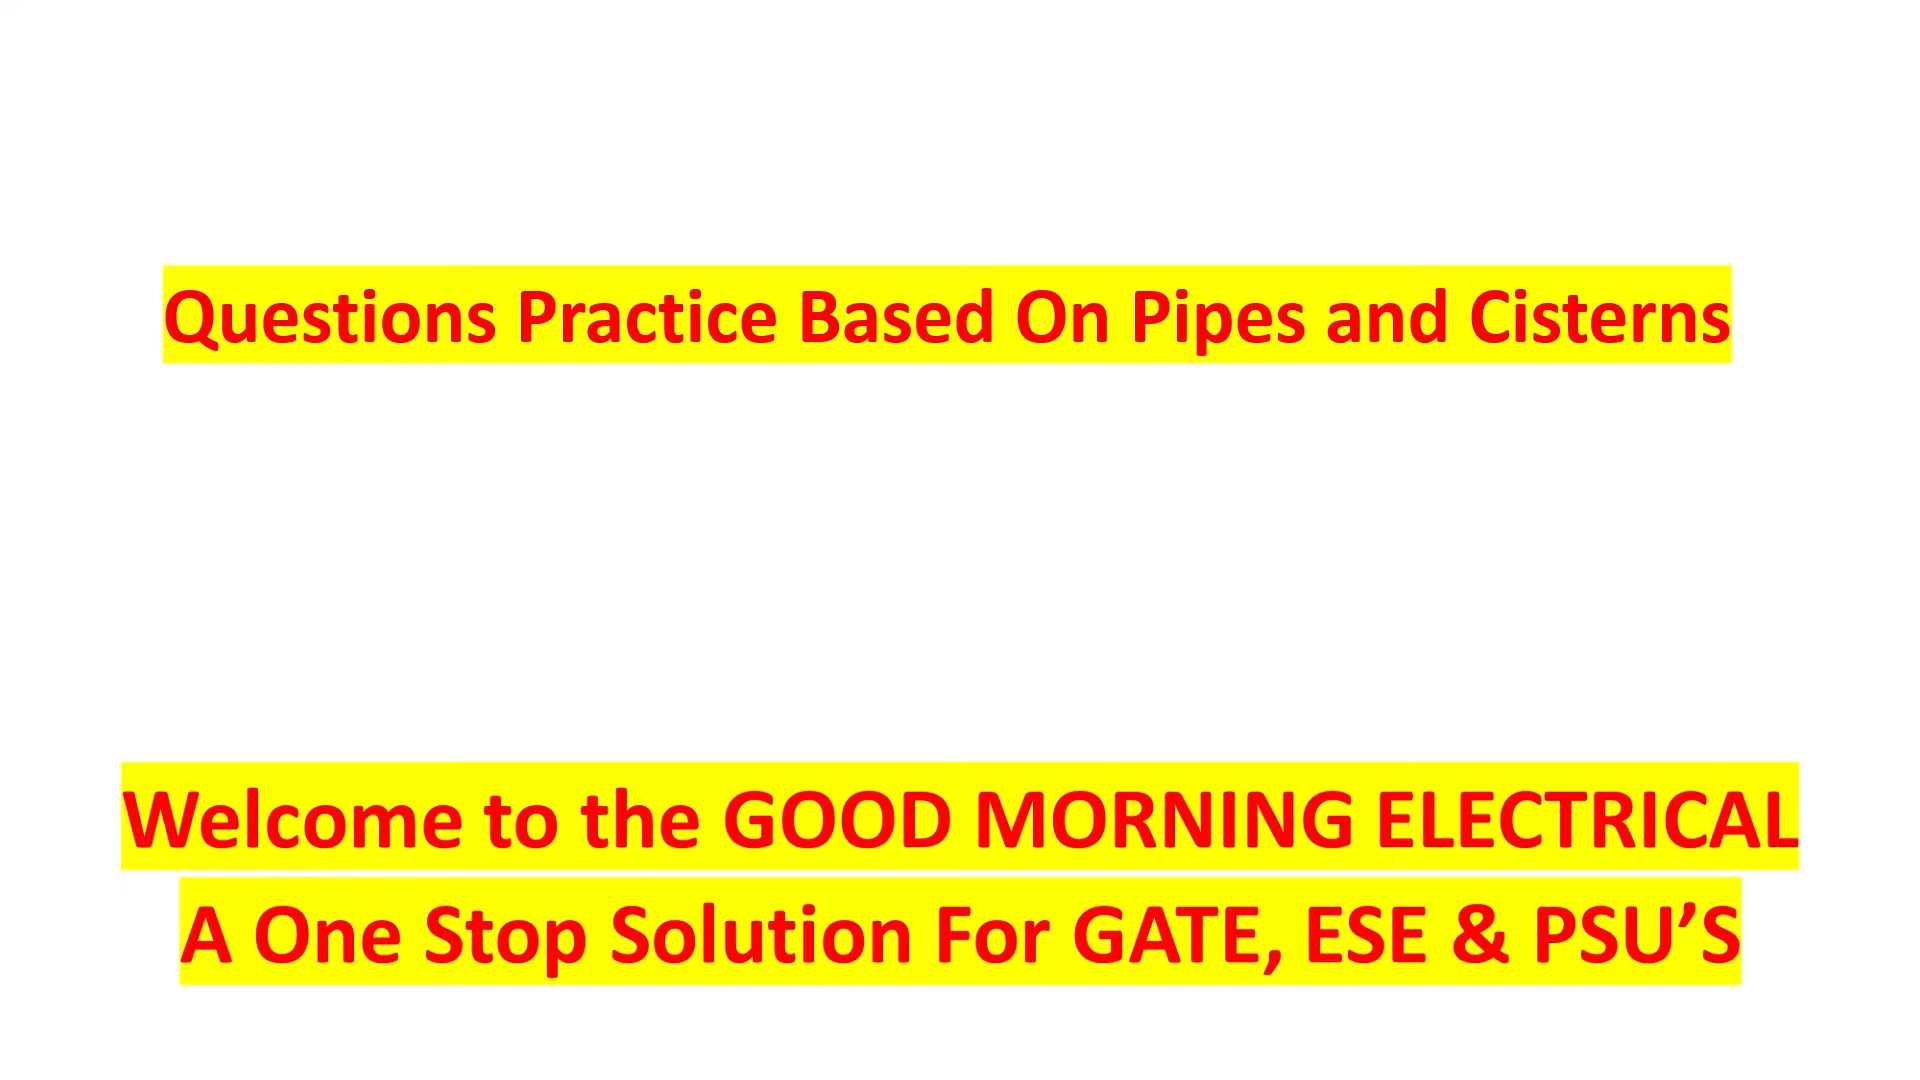 Questions Practice Based On Pipes and Cisterns
Welcome to the GOOD MORNING ELECTRICAL
A One Stop Solution For GATE, ESE & PSU’S